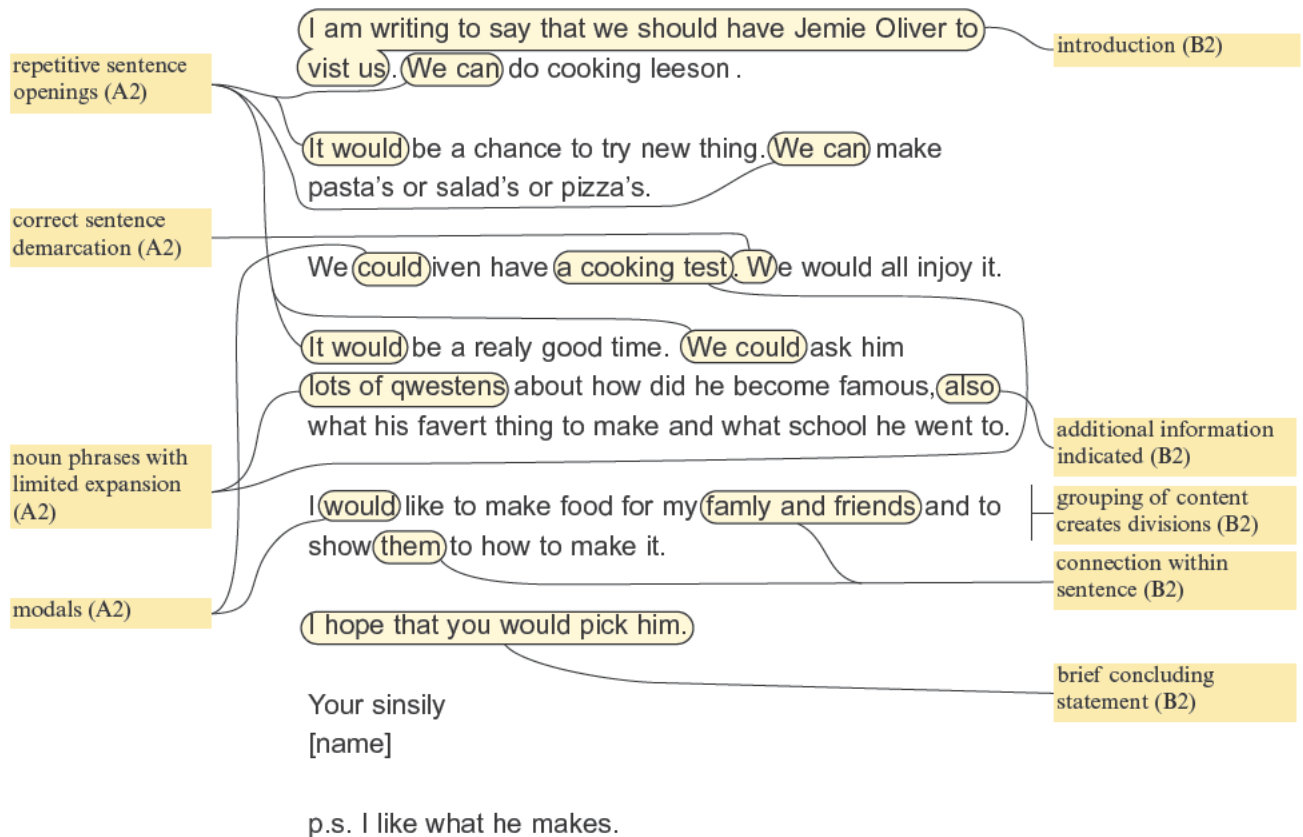 I am writing to say that we should have Jemie Oliver to
vist us. We can do cooking leeson .
introduction (B2)
repetitive sentence
openings (A2)
It would be a chance to try new thing. We can make
pasta's or salad's or pizza's.
correct sentence
demarcation (A2)
We could iven have a cooking test. We would all injoy it.
It would be a realy good time. We could ask him
lots of qwestens about how did he become famous, also
what his favert thing to make and what school he went to.
additional information
indicated (B2)
noun phrases with
limited expansion
(A2)
I would like to make food for my famly and friends and to
show them to how to make it.
grouping of content
creates divisions (B2)
connection within
sentence (B2)
modals (A2)
I hope that you would pick him.
brief concluding
statement (B2)
Your sinsily
[name]
p.s. I like what he makes.